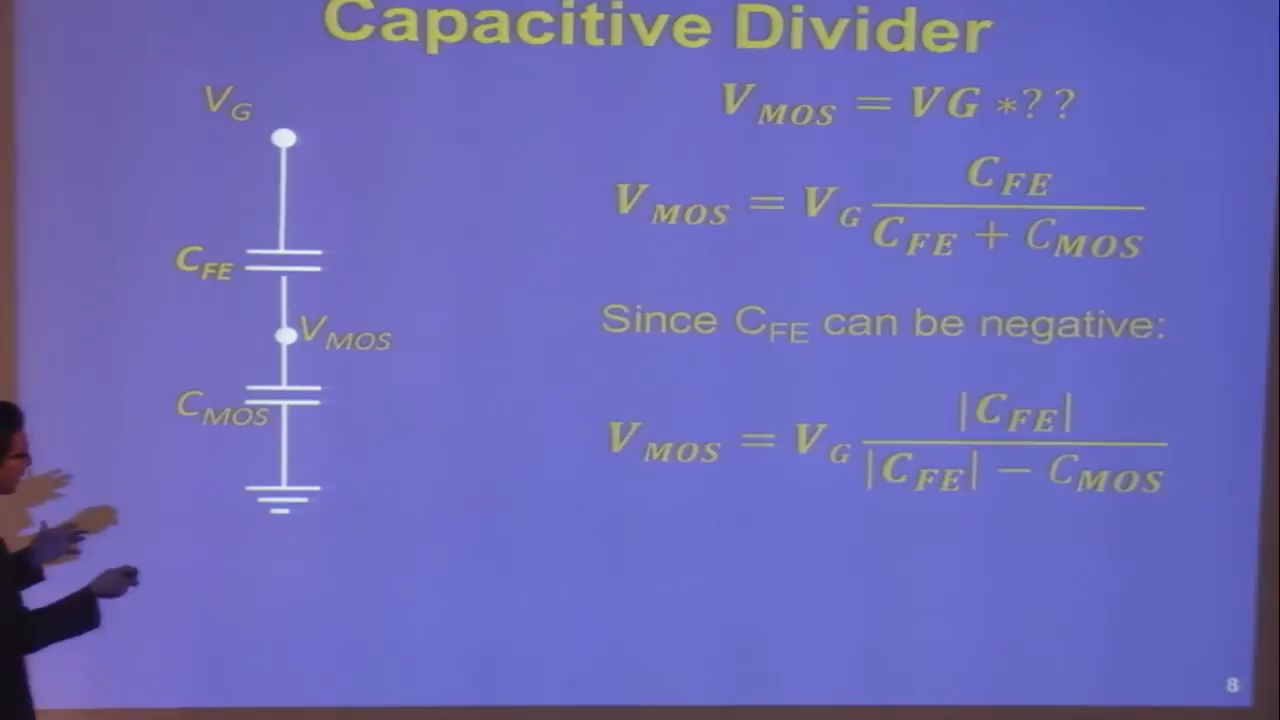 Capacitive Divider
V_G
C_FE
V_MOS
C_MOS
V_MOS = VG *??
V_MOS = V_G C_FE / (C_FE + C_MOS)
Since C_FE can be negative:
V_MOS = V_G |C_FE| / (|C_FE| − C_MOS)
8